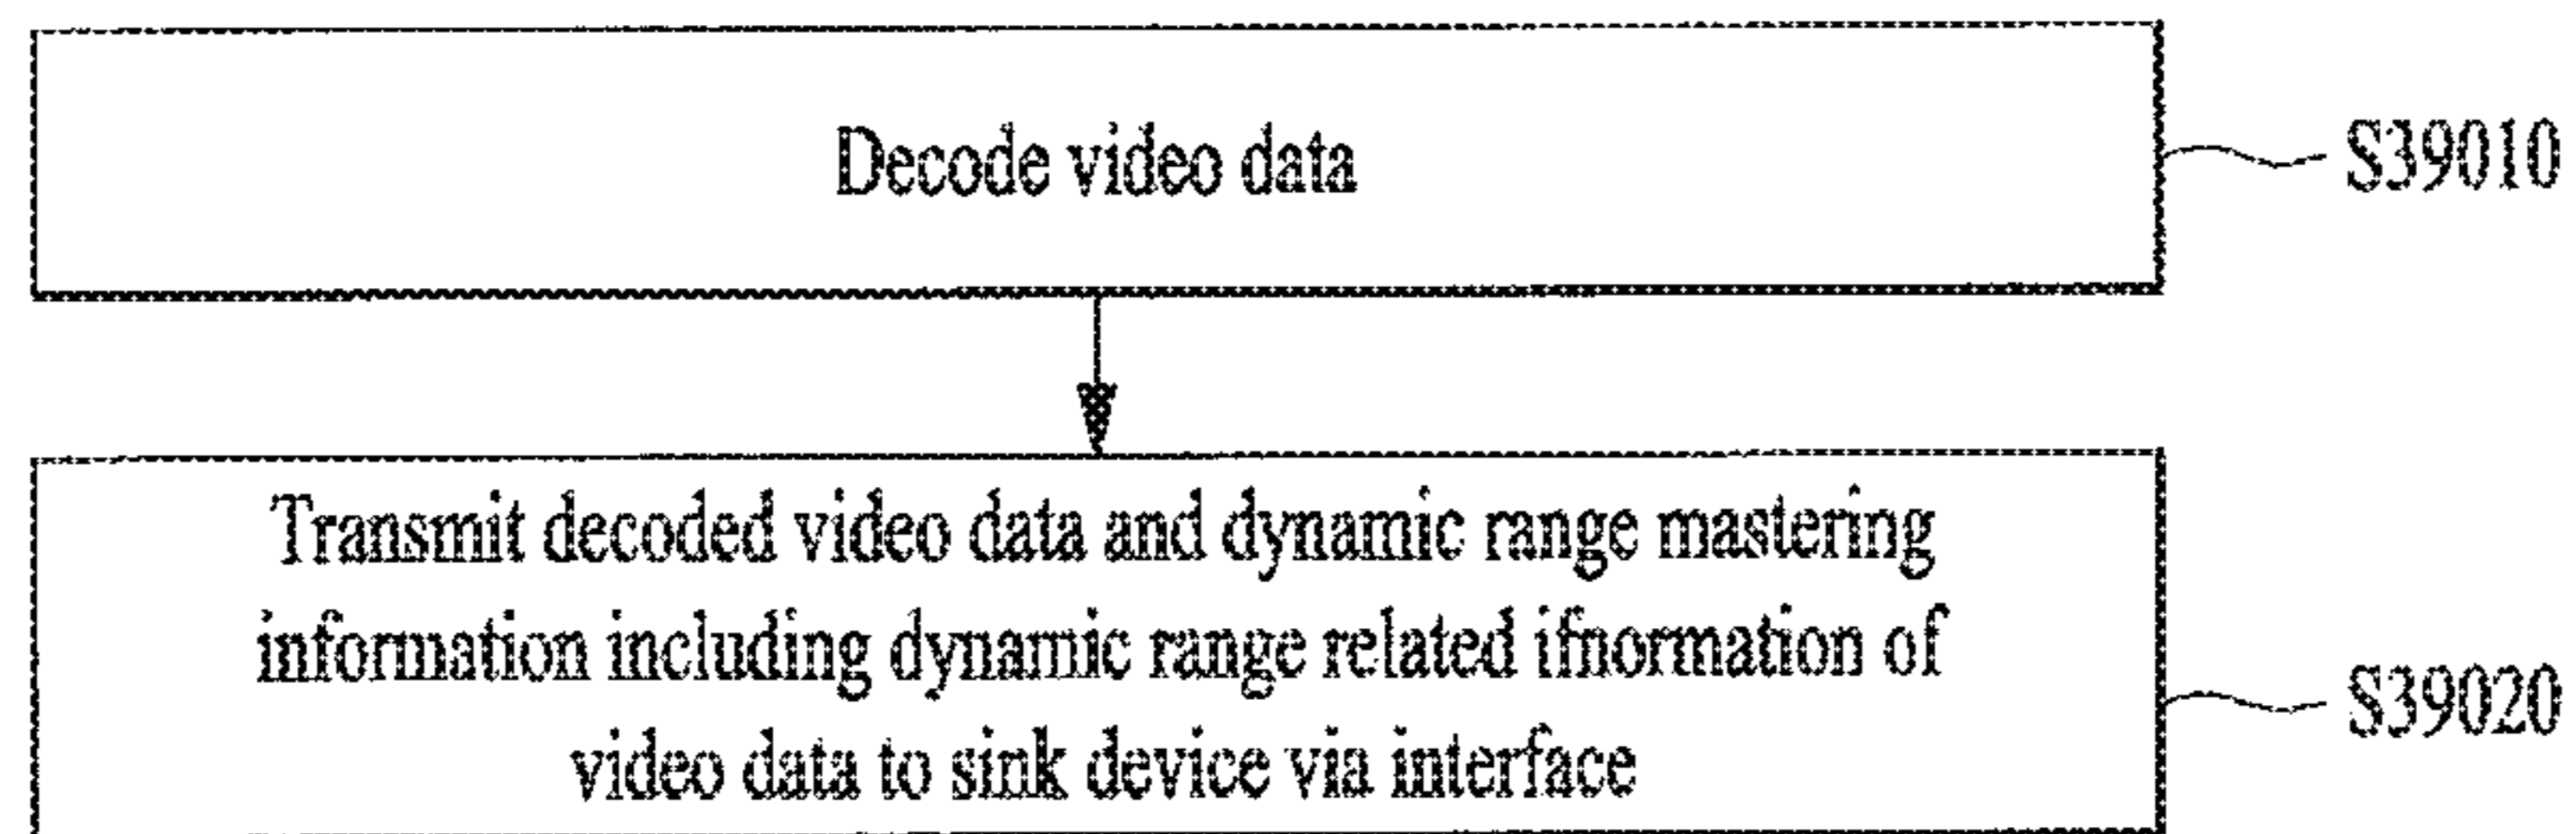 Decode video data
S39010
Transmit decoded video data and dynamic range mastering
information including dynamic range related ifnormation of
video data to sink device via interface
S39020